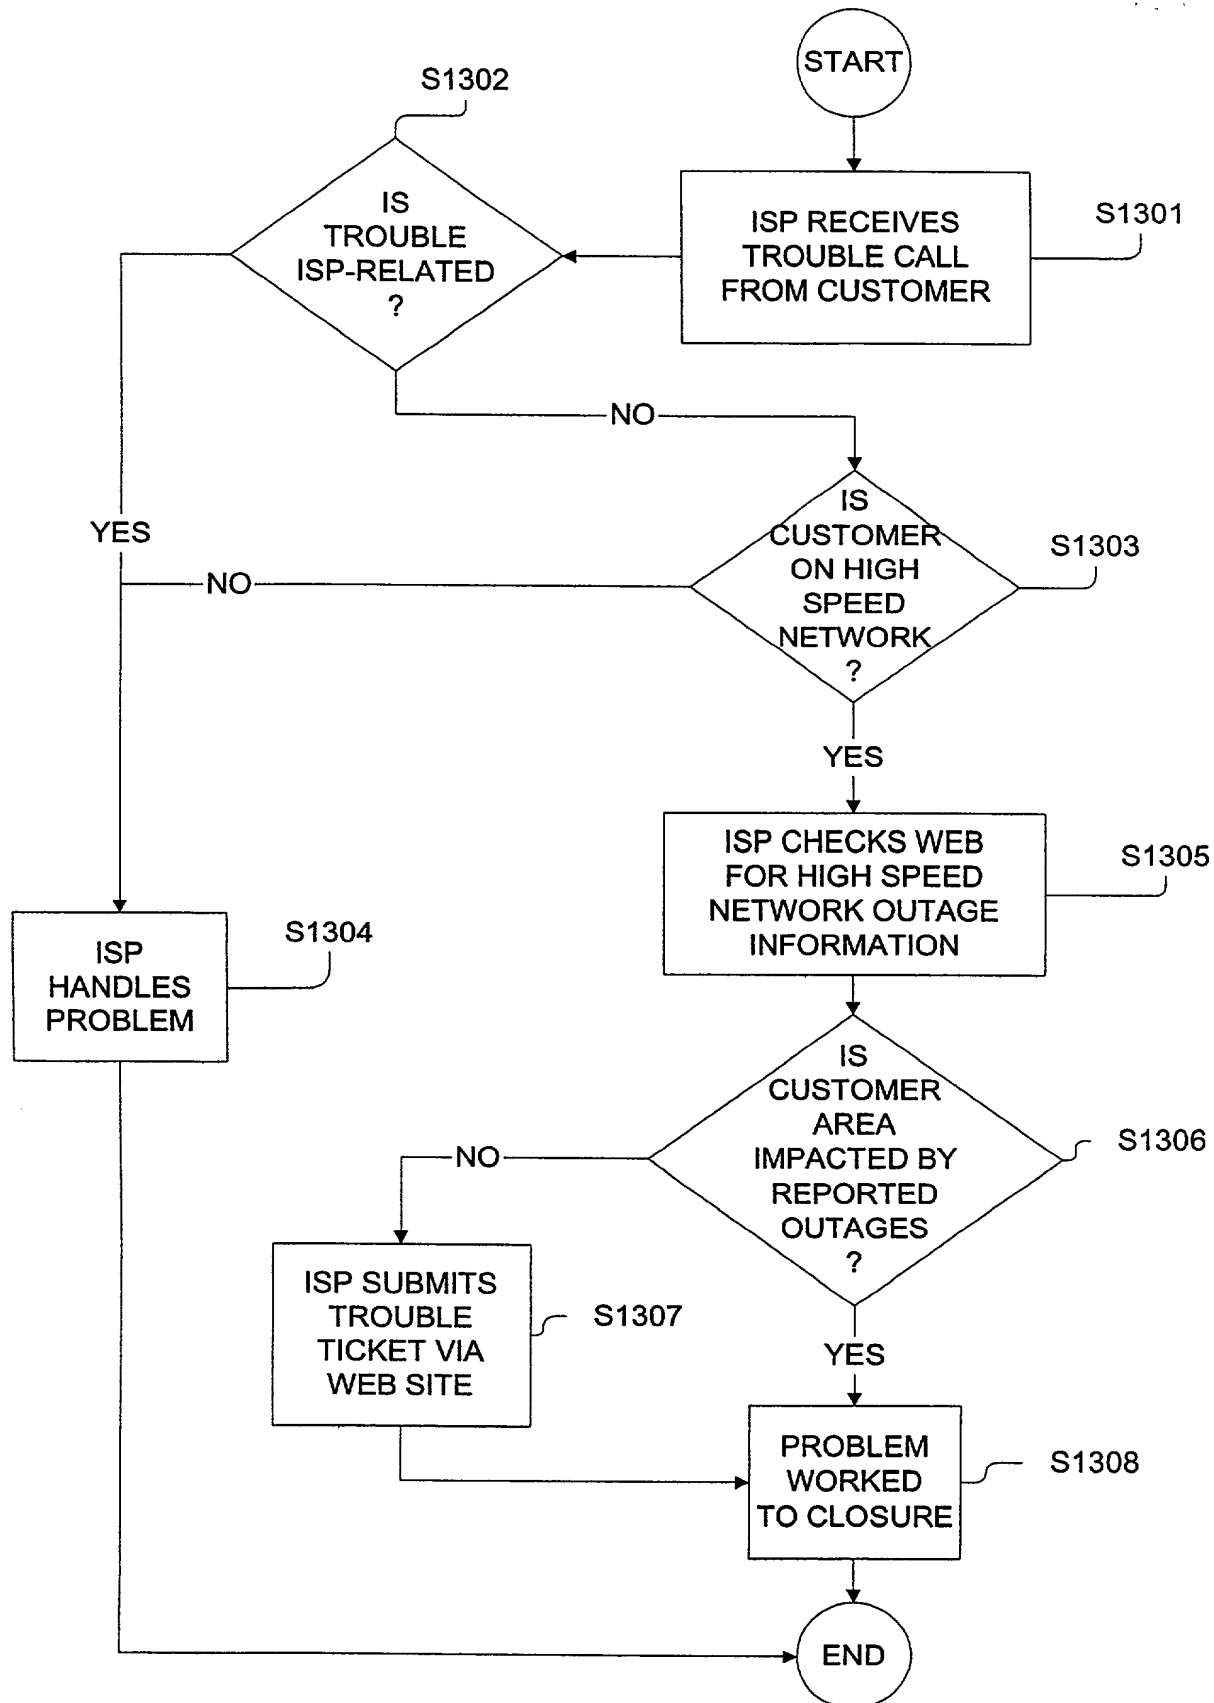 START
S1302
IS
TROUBLE
ISP-RELATED
?
ISP RECEIVES
TROUBLE CALL
FROM CUSTOMER
S1301
NO
YES
IS
CUSTOMER
ON HIGH
SPEED
NETWORK
?
S1303
NO
YES
ISP CHECKS WEB
FOR HIGH SPEED
NETWORK OUTAGE
INFORMATION
S1305
ISP
HANDLES
PROBLEM
S1304
IS
CUSTOMER
AREA
IMPACTED BY
REPORTED
OUTAGES
?
S1306
NO
ISP SUBMITS
TROUBLE
TICKET VIA
WEB SITE
S1307
YES
PROBLEM
WORKED
TO CLOSURE
S1308
END